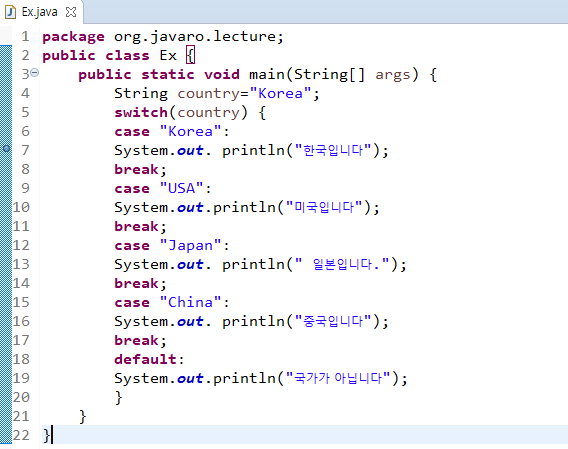 Ex.java
1 package org.javaro.lecture;
2 public class Ex {
3 public static void main(String[] args) {
4 String country="Korea";
5 switch(country) {
6 case "Korea":
7 System.out. println("한국입니다");
8 break;
9 case "USA":
10 System.out.println("미국입니다");
11 break;
12 case "Japan":
13 System.out. println(" 일본입니다.");
14 break;
15 case "China":
16 System.out. println("중국입니다");
17 break;
18 default:
19 System.out.println("국가가 아닙니다");
20 }
21 }
22 }